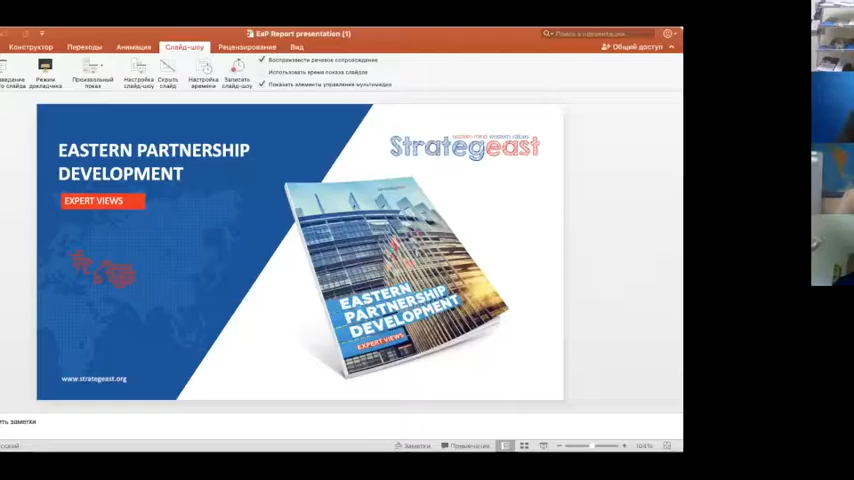 EaP Report presentation (1)
Поиск в презентации
Конструктор Переходы Анимация Слайд-шоу Рецензирование Вид
Общий доступ
Воспроизвести речевое сопровождение
Использовать время показа слайдов
Показать элементы управления мультимедиа
Режим докладчика
Произвольный показ
Настройка слайд-шоу
Скрыть слайд
Настройка времени
Записать слайд-шоу
EASTERN PARTNERSHIP
DEVELOPMENT
EXPERT VIEWS
eastern mind western values
Strategeast
EASTERN
PARTNERSHIP
DEVELOPMENT
EXPERT VIEWS
www.strategeast.org
заметки
Заметки
Примечания
104%